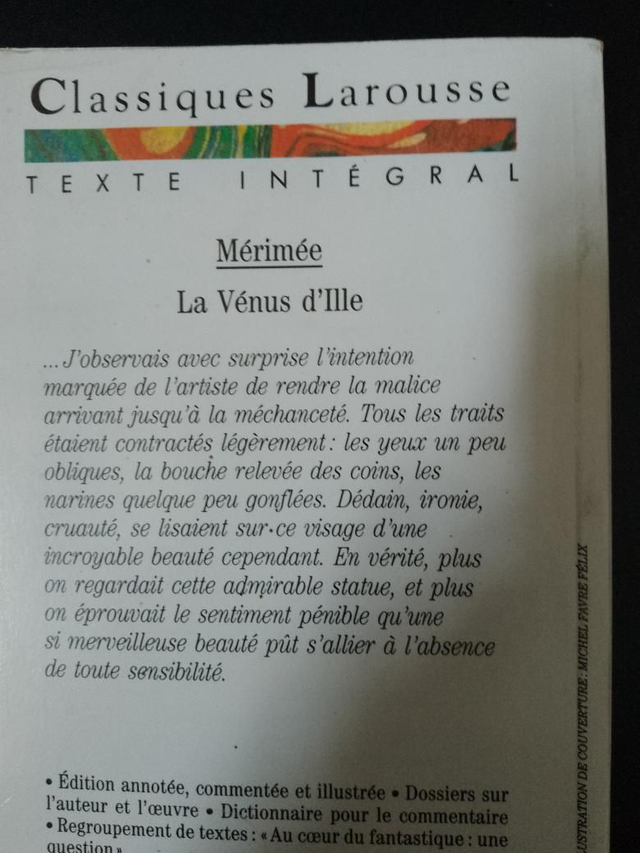 Classiques Larousse
TEXTE INTÉGRAL
Mérimée
La Vénus d'Ille
... J'observais avec surprise l'intention
marquée de l'artiste de rendre la malice
arrivant jusqu'à la méchanceté. Tous les traits
étaient contractés légèrement : les yeux un peu
obliques, la bouche relevée des coins, les
narines quelque peu gonflées. Dédain, ironie,
cruauté, se lisaient sur ce visage d'une
incroyable beauté cependant. En vérité, plus
on regardait cette admirable statue, et plus
on éprouvait le sentiment pénible qu'une
si merveilleuse beauté pût s'allier à l'absence
de toute sensibilité.
• Édition annotée, commentée et illustrée • Dossiers sur
l'auteur et l'œuvre • Dictionnaire pour le commentaire
• Regroupement de textes : « Au cœur du fantastique : une
question »
LUSTRATION DE COUVERTURE : MICHEL FAVRE FÉLIX